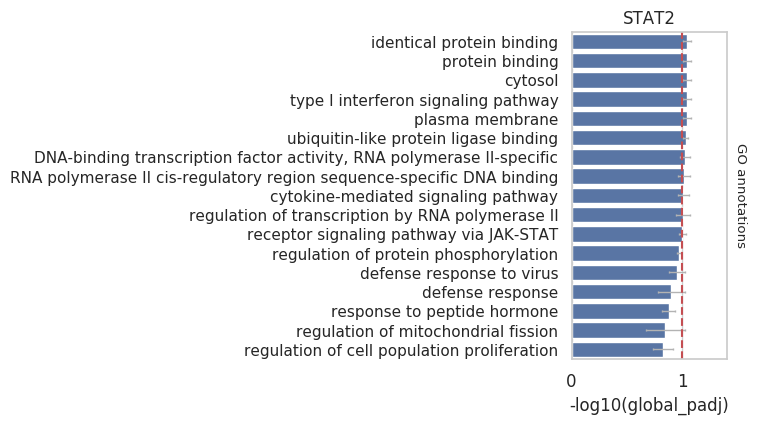 STAT2
identical protein binding
protein binding
cytosol
type I interferon signaling pathway
plasma membrane
ubiquitin-like protein ligase binding
DNA-binding transcription factor activity, RNA polymerase II-specific
RNA polymerase II cis-regulatory region sequence-specific DNA binding
cytokine-mediated signaling pathway
regulation of transcription by RNA polymerase II
receptor signaling pathway via JAK-STAT
regulation of protein phosphorylation
defense response to virus
defense response
response to peptide hormone
regulation of mitochondrial fission
regulation of cell population proliferation
GO annotations
0 1
-log10(global_padj)